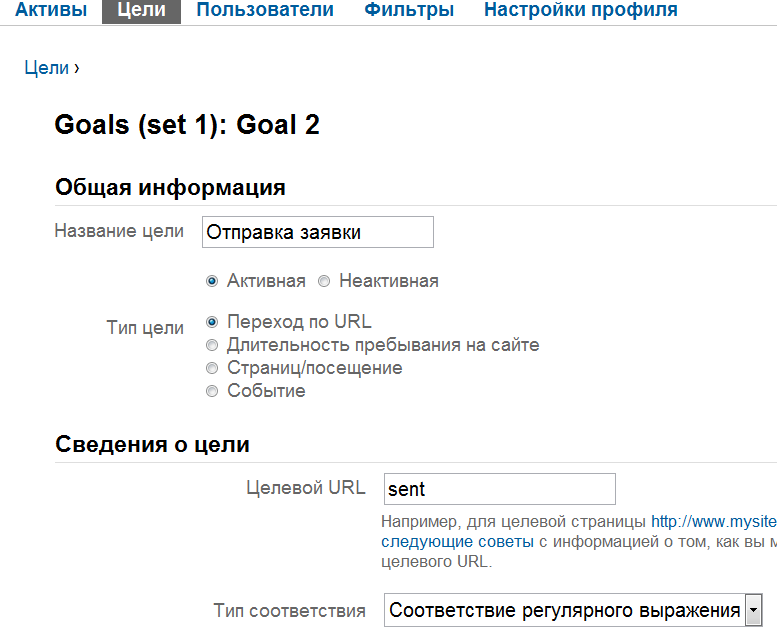 Активы Цели Пользователи Фильтры Настройки профиля
Цели ›
Goals (set 1): Goal 2
Общая информация
Название цели Отправка заявки
Активная Неактивная
Тип цели Переход по URL
Длительность пребывания на сайте
Страниц/посещение
Событие
Сведения о цели
Целевой URL sent
Например, для целевой страницы http://www.mysite
следующие советы с информацией о том, как вы
целевого URL.
Тип соответствия Соответствие регулярного выражения